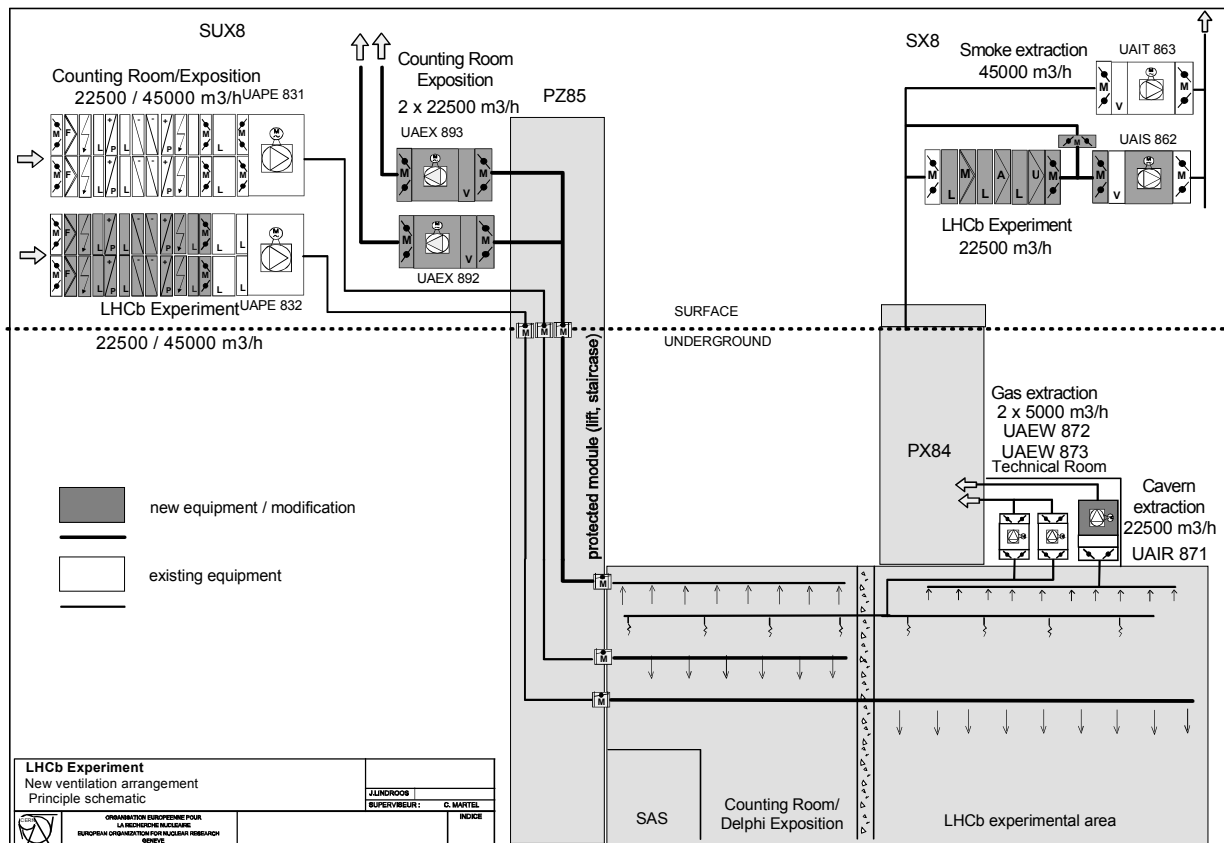 SUX8
SX8
Counting Room/Exposition
22500 / 45000 m3/h
UAPE 831
Counting Room
Exposition
2 x 22500 m3/h
UAEX 893
PZ85
Smoke extraction
45000 m3/h
UAIT 863
UAIS 862
M F L + P L - - + P L M L M
M F L P L P L M L M
V
M M V
M
L M L A L U M
M V
LHCb Experiment
22500 m3/h
M F L + P L - - + P L M L L
M F L P L P L M L L
M V M
UAEX 892
LHCb Experiment
UAPE 832
22500 / 45000 m3/h
SURFACE
UNDERGROUND
M M M
protected module (lift, staircase)
Gas extraction
2 x 5000 m3/h
UAEW 872
UAEW 873
Technical Room
PX84
Cavern
extraction
22500 m3/h
UAIR 871
new equipment / modification
existing equipment
M
M
M
LHCb Experiment
New ventilation arrangement
Principle schematic
J.LINDROOS
SUPERVISEUR : C. MARTEL
INDICE
CERN
ORGANISATION EUROPEENNE POUR
LA RECHERCHE NUCLEAIRE
EUROPEAN ORGANIZATION FOR NUCLEAR RESEARCH
GENEVE
SAS
Counting Room/
Delphi Exposition
LHCb experimental area